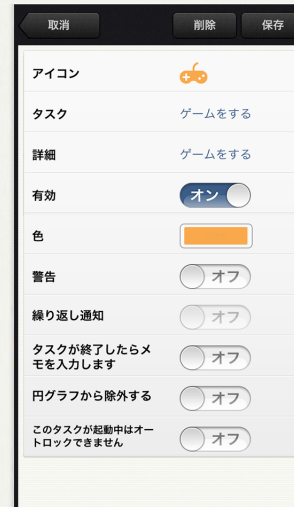 取消 削除 保存
アイコン
タスク ゲームをする
詳細 ゲームをする
有効 オン
色
警告 オフ
繰り返し通知 オフ
タスクが終了したらメ
モを入力します オフ
円グラフから除外する オフ
このタスクが起動中はオー
トロックできません オフ